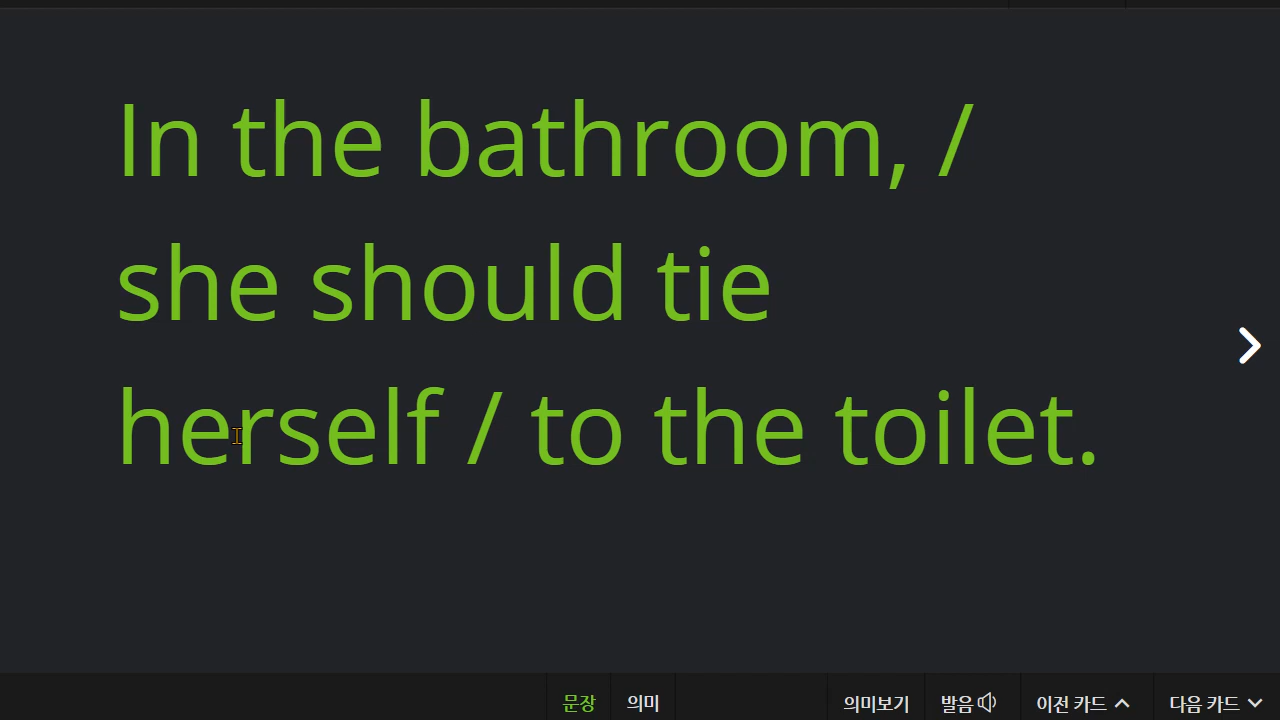 In the bathroom, /
she should tie
herself / to the toilet.
문장 의미 의미보기 발음 이전 카드 다음 카드